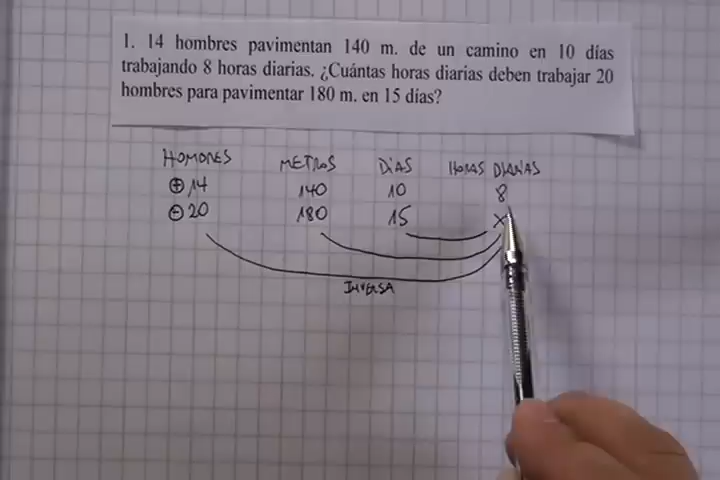 1. 14 hombres pavimentan 140 m. de un camino en 10 días
trabajando 8 horas diarias. ¿Cuántas horas diarias deben trabajar 20
hombres para pavimentar 180 m. en 15 días?
HOMBRES METROS DÍAS HORAS DIARIAS
⊕ 14 140 10 8
⊖ 20 180 15 X
INVERSA